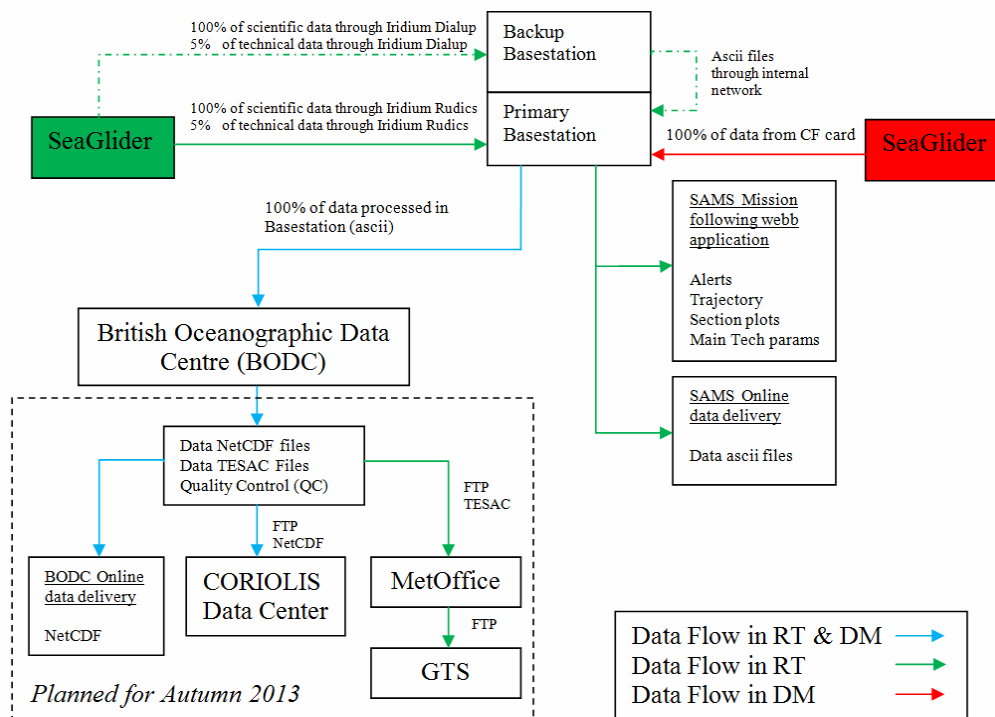 100% of scientific data through Iridium Dialup
5% of technical data through Iridium Dialup
Backup
Basestation
Ascii files
through internal
network
100% of scientific data through Iridium Rudics
5% of technical data through Iridium Rudics
Primary
Basestation
SeaGlider
100% of data from CF card
SeaGlider
100% of data processed in
Basestation (ascii)
SAMS Mission
following webb
application
Alerts
Trajectory
Section plots
Main Tech params
British Oceanographic Data
Centre (BODC)
SAMS Online
data delivery
Data ascii files
Data NetCDF files
Data TESAC Files
Quality Control (QC)
FTP
TESAC
FTP
NetCDF
BODC Online
data delivery
NetCDF
CORIOLIS
Data Center
MetOffice
FTP
GTS
Planned for Autumn 2013
Data Flow in RT & DM
Data Flow in RT
Data Flow in DM